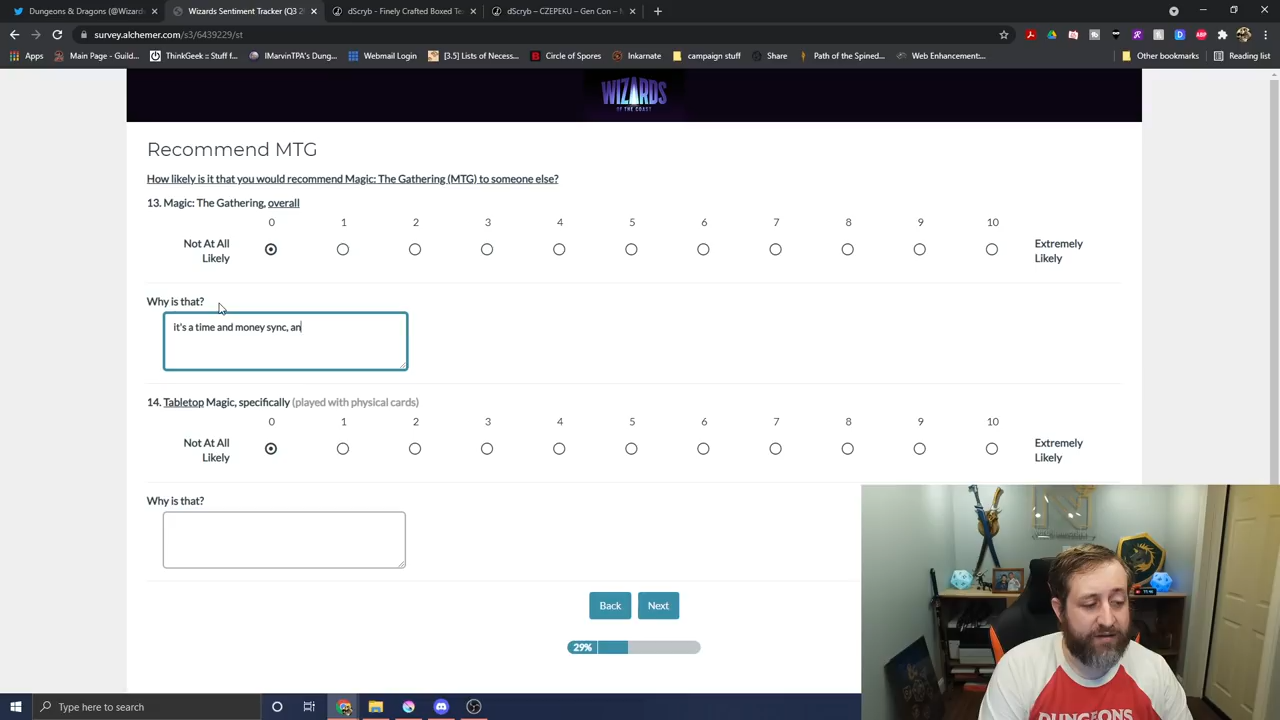 Dungeons & Dragons (@Wizard
Wizards Sentiment Tracker (Q3 20
dScryb - Finely Crafted Boxed Te
dScryb – CZEPEKU – Gen Con –
survey.alchemer.com/s3/6439229/st
Apps
Main Page - Guild...
ThinkGeek :: Stuff f...
IMarvinTPA's Dung...
Webmail Login
[3.5] Lists of Necess...
Circle of Spores
Inkarnate
campaign stuff
Share
Path of the Spined...
Web Enhancement:...
Other bookmarks
Reading list
WIZARDS
OF THE COAST
Recommend MTG
How likely is it that you would recommend Magic: The Gathering (MTG) to someone else?
13. Magic: The Gathering, overall
0 1 2 3 4 5 6 7 8 9 10
Not At All
Likely
Extremely
Likely
Why is that?
it's a time and money sync, an
14. Tabletop Magic, specifically (played with physical cards)
0 1 2 3 4 5 6 7 8 9 10
Not At All
Likely
Extremely
Likely
Why is that?
Back
Next
29%
Type here to search
DUNGEONS